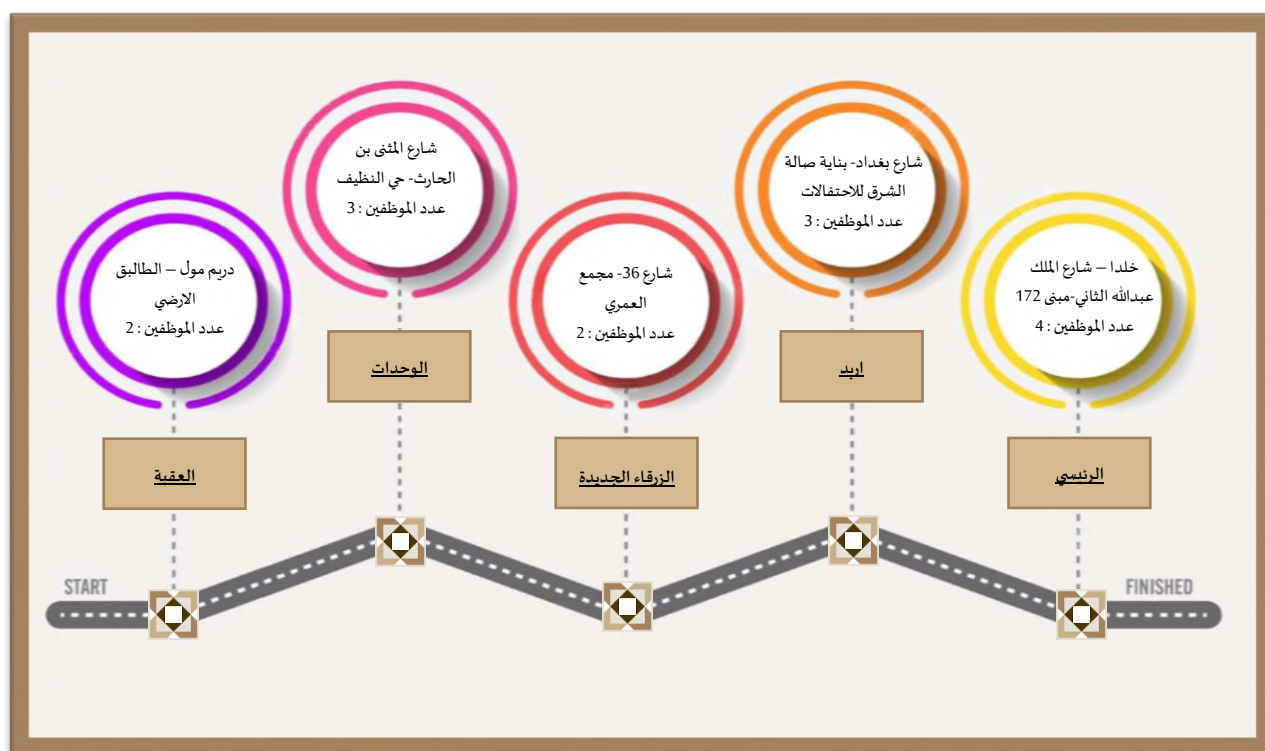 خلدا – شارع الملك
عبدالله الثاني-مبنى 172
عدد الموظفين : 4
الرئسي
شارع بغداد- بناية صالة
الشرق للاحتفالات
عدد الموظفين : 3
اربد
شارع 36- مجمع
العمري
عدد الموظفين : 2
الزرقاء الجديدة
شارع المثنى بن
الحارث- حي النظيف
عدد الموظفين : 3
الوحدات
دريم مول – الطالبق
الارضي
عدد الموظفين : 2
العقبة
START
FINISHED